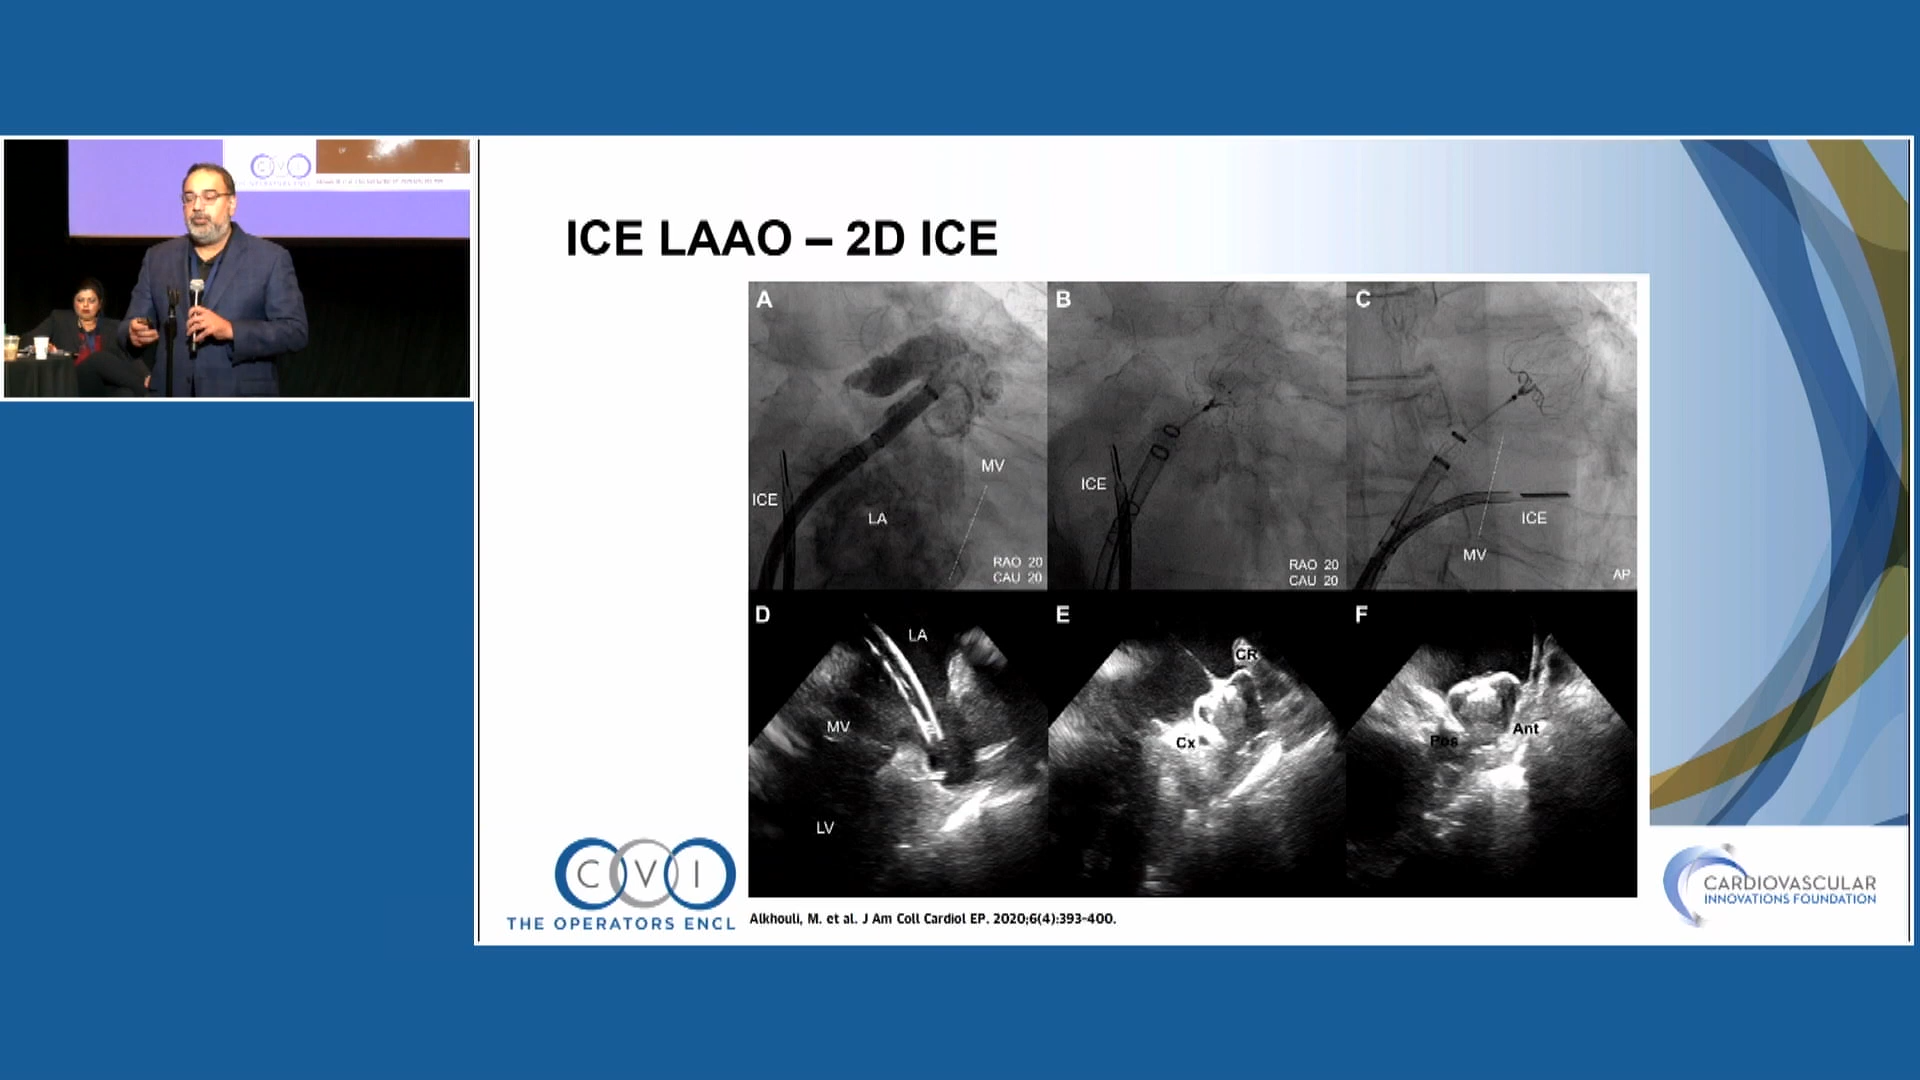 C V I
ICE LAAO – 2D ICE
A
B
C
ICE
LA
MV
RAO 20
CAU 20
ICE
RAO 20
CAU 20
MV
ICE
AP
D
E
F
LA
MV
LV
CR
Cx
Pos
Ant
C V I
THE OPERATORS ENCL
Alkhouli, M. et al. J Am Coll Cardiol EP. 2020;6(4):393-400.
CARDIOVASCULAR
INNOVATIONS FOUNDATION